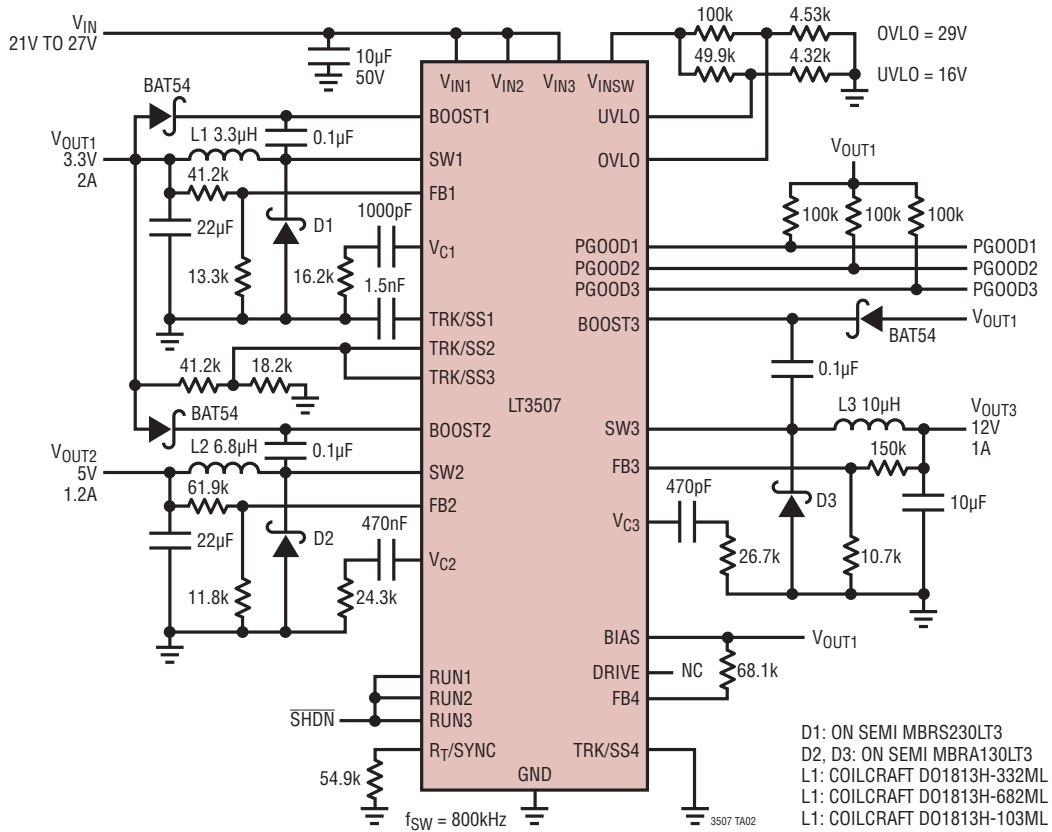 VIN
21V TO 27V
10µF
50V
VIN1
VIN2
VIN3
VINSW
100k
4.53k
OVLO = 29V
49.9k
4.32k
UVLO = 16V
BAT54
BOOST1
UVLO
VOUT1
3.3V
2A
L1 3.3µH
0.1µF
SW1
OVLO
VOUT1
41.2k
FB1
22µF
D1
1000pF
100k
100k
100k
VC1
PGOOD1
PGOOD1
13.3k
16.2k
1.5nF
PGOOD2
PGOOD2
PGOOD3
PGOOD3
TRK/SS1
BOOST3
VOUT1
BAT54
TRK/SS2
41.2k
18.2k
TRK/SS3
0.1µF
LT3507
BAT54
BOOST2
L3 10µH
VOUT3
12V
1A
SW3
VOUT2
5V
1.2A
L2 6.8µH
0.1µF
SW2
FB3
150k
61.9k
FB2
470pF
D3
10µF
22µF
D2
470nF
VC3
VC2
26.7k
10.7k
11.8k
24.3k
BIAS
VOUT1
RUN1
DRIVE
NC
68.1k
RUN2
FB4
SHDN
RUN3
RT/SYNC
TRK/SS4
54.9k
GND
fSW = 800kHz
3507 TA02
D1: ON SEMI MBRS230LT3
D2, D3: ON SEMI MBRA130LT3
L1: COILCRAFT DO1813H-332ML
L1: COILCRAFT DO1813H-682ML
L1: COILCRAFT DO1813H-103ML